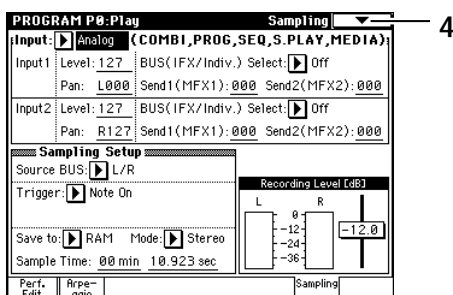 PROGRAM P0:Play Sampling 4
Input: Analog (COMBI,PROG,SEQ,S.PLAY,MEDIA):
Input1 Level: 127 BUS(IFX/Indiv.) Select: Off
Pan: L000 Send1(MFX1): 000 Send2(MFX2): 000
Input2 Level: 127 BUS(IFX/Indiv.) Select: Off
Pan: R127 Send1(MFX1): 000 Send2(MFX2): 000
Sampling Setup
Source BUS: L/R
Trigger: Note On
Save to: RAM Mode: Stereo
Sample Time: 00 min 10.923 sec
Recording Level [dB]
L R
0
-12
-24
-36
-12.0
Perf. Edit
Arpe-ggio
Sampling